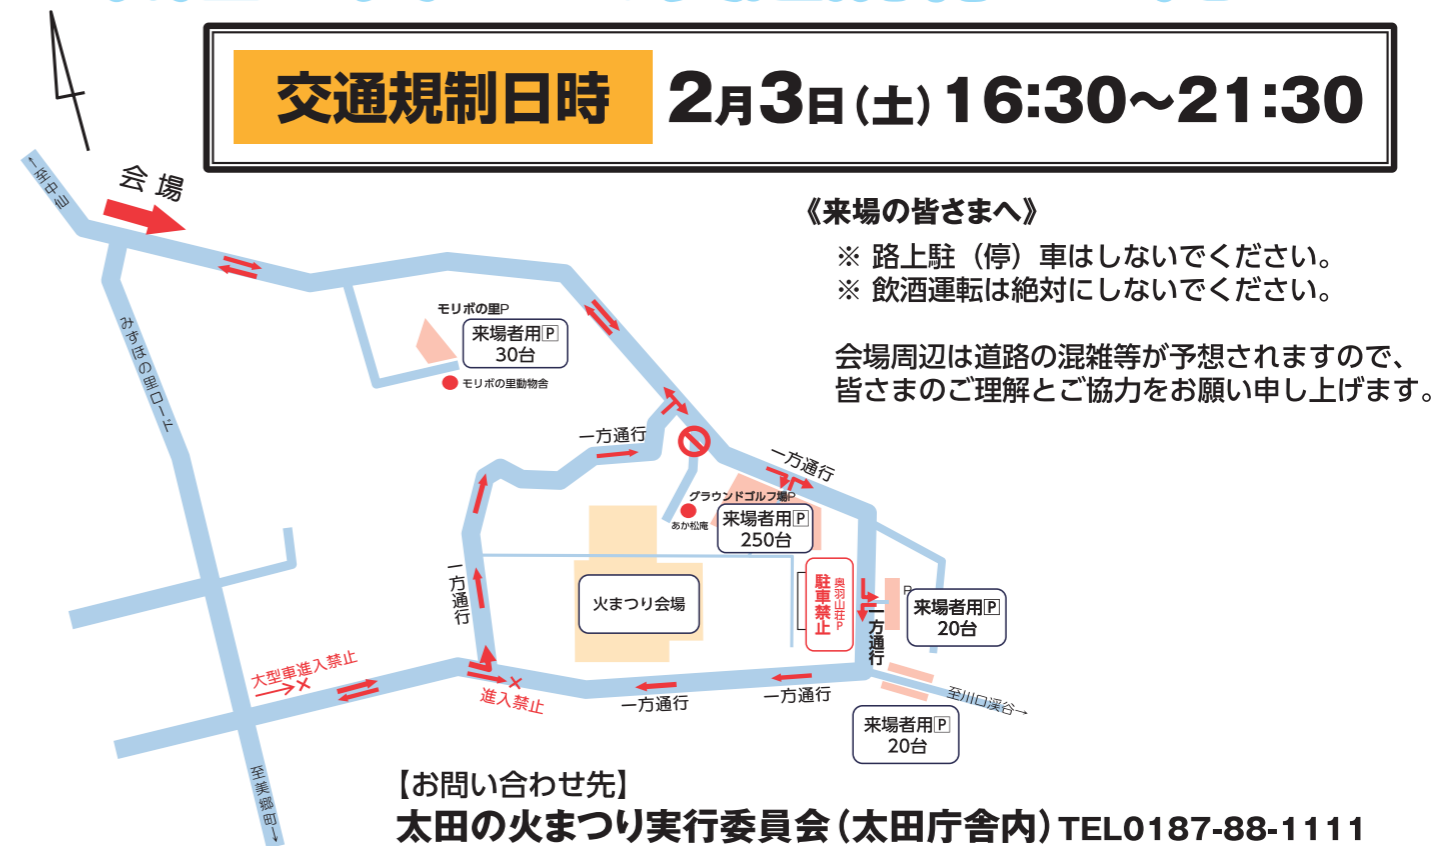 交通規制日時 2月3日（土）16:30～21:30
会場
←至中仙
《来場の皆さまへ》
※ 路上駐（停）車はしないでください。
※ 飲酒運転は絶対にしないでください。
会場周辺は道路の混雑等が予想されますので、
皆さまのご理解とご協力をお願い申し上げます。
みずほの里ロード
モリボの里P
来場者用P
30台
モリボの里動物舎
一方通行
一方通行
グラウンドゴルフ場P
あか松庵
来場者用P
250台
一方通行
火まつり会場
奥羽山荘P
駐車禁止
P
来場者用P
20台
一方通行
大型車進入禁止
進入禁止
一方通行
一方通行
至川口渓谷→
来場者用P
20台
至美郷町→
【お問い合わせ先】
太田の火まつり実行委員会（太田庁舎内）TEL0187-88-1111